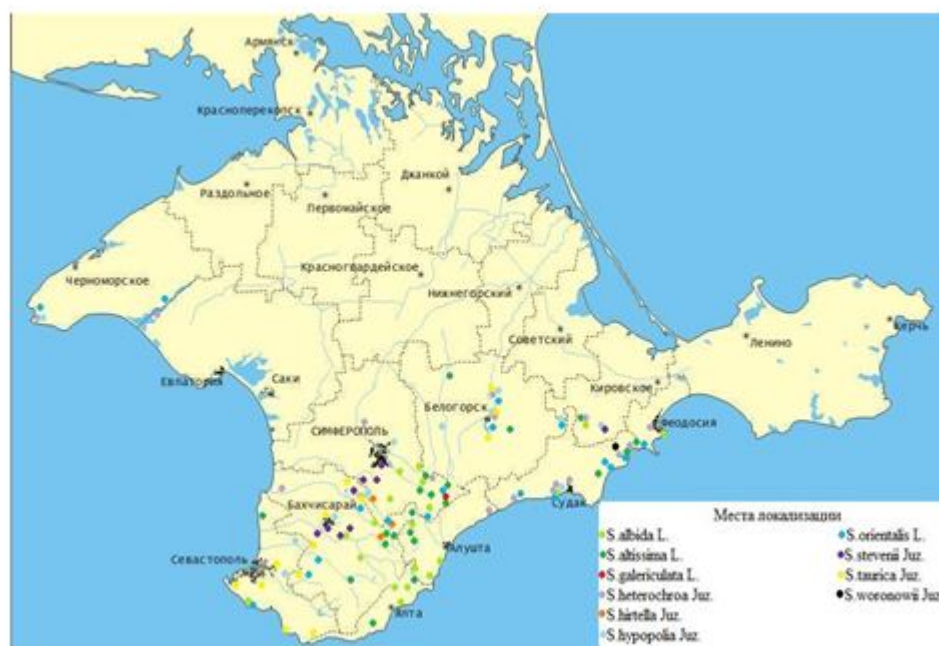 Армянск
Красноперекопск
Джанкой
Раздольное
Первомайское
Красногвардейское
Черноморское
Нижнегорский
Советский
Ленино
Керчь
Евпатория
Саки
Кировское
Белогорск
Феодосия
СИМФЕРОПОЛЬ
Судак
Бахчисарай
Алушта
Севастополь
Ялта
Места локализации
S.albida L.
S.altissima L.
S.galericulata L.
S.heterochroa Juz.
S.hirtella Juz.
S.hypopolia Juz.
S.orientalis L.
S.stevenii Juz.
S.taurica Juz.
S.woronowii Juz